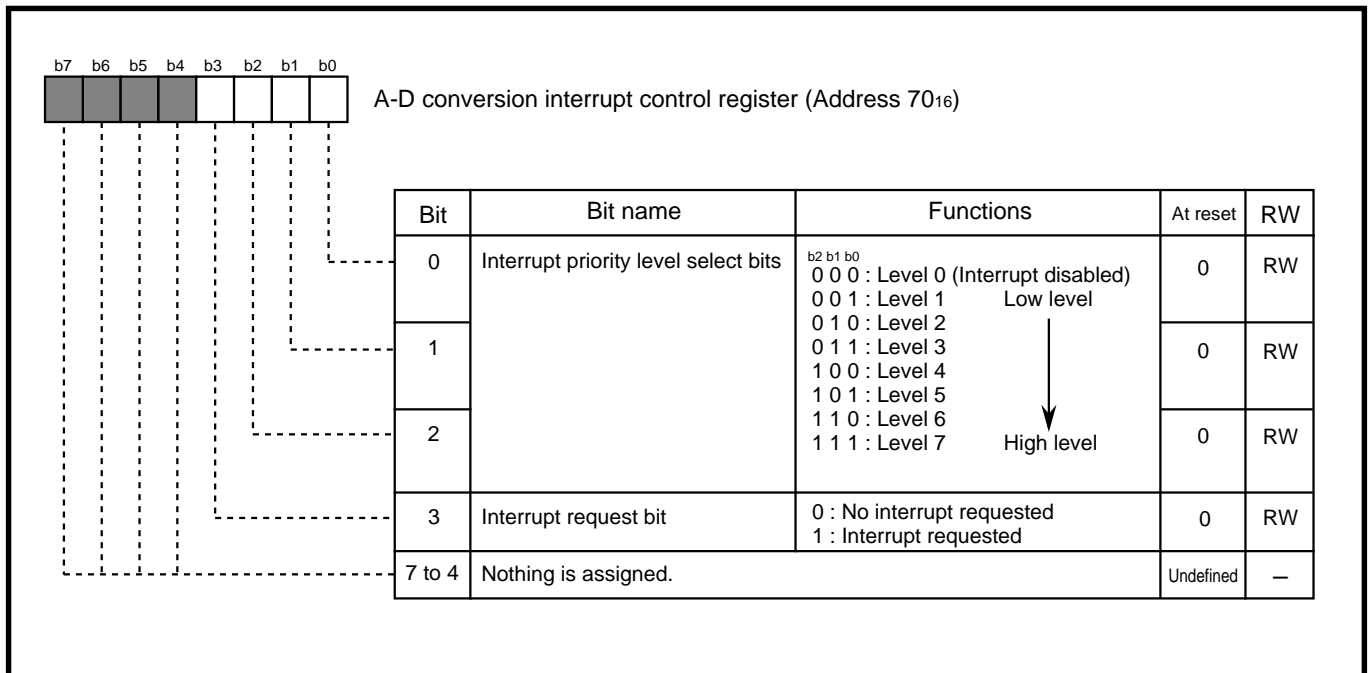 b7 b6 b5 b4 b3 b2 b1 b0
A-D conversion interrupt control register (Address 7016)
Bit Bit name Functions At reset RW
0 Interrupt priority level select bits b2 b1 b0 0 RW
0 0 0 : Level 0 (Interrupt disabled)
0 0 1 : Level 1 Low level
0 1 0 : Level 2
1 0 1 1 : Level 3 0 RW
1 0 0 : Level 4
1 0 1 : Level 5
2 1 1 0 : Level 6 0 RW
1 1 1 : Level 7 High level
3 Interrupt request bit 0 : No interrupt requested 0 RW
1 : Interrupt requested
7 to 4 Nothing is assigned. Undefined –